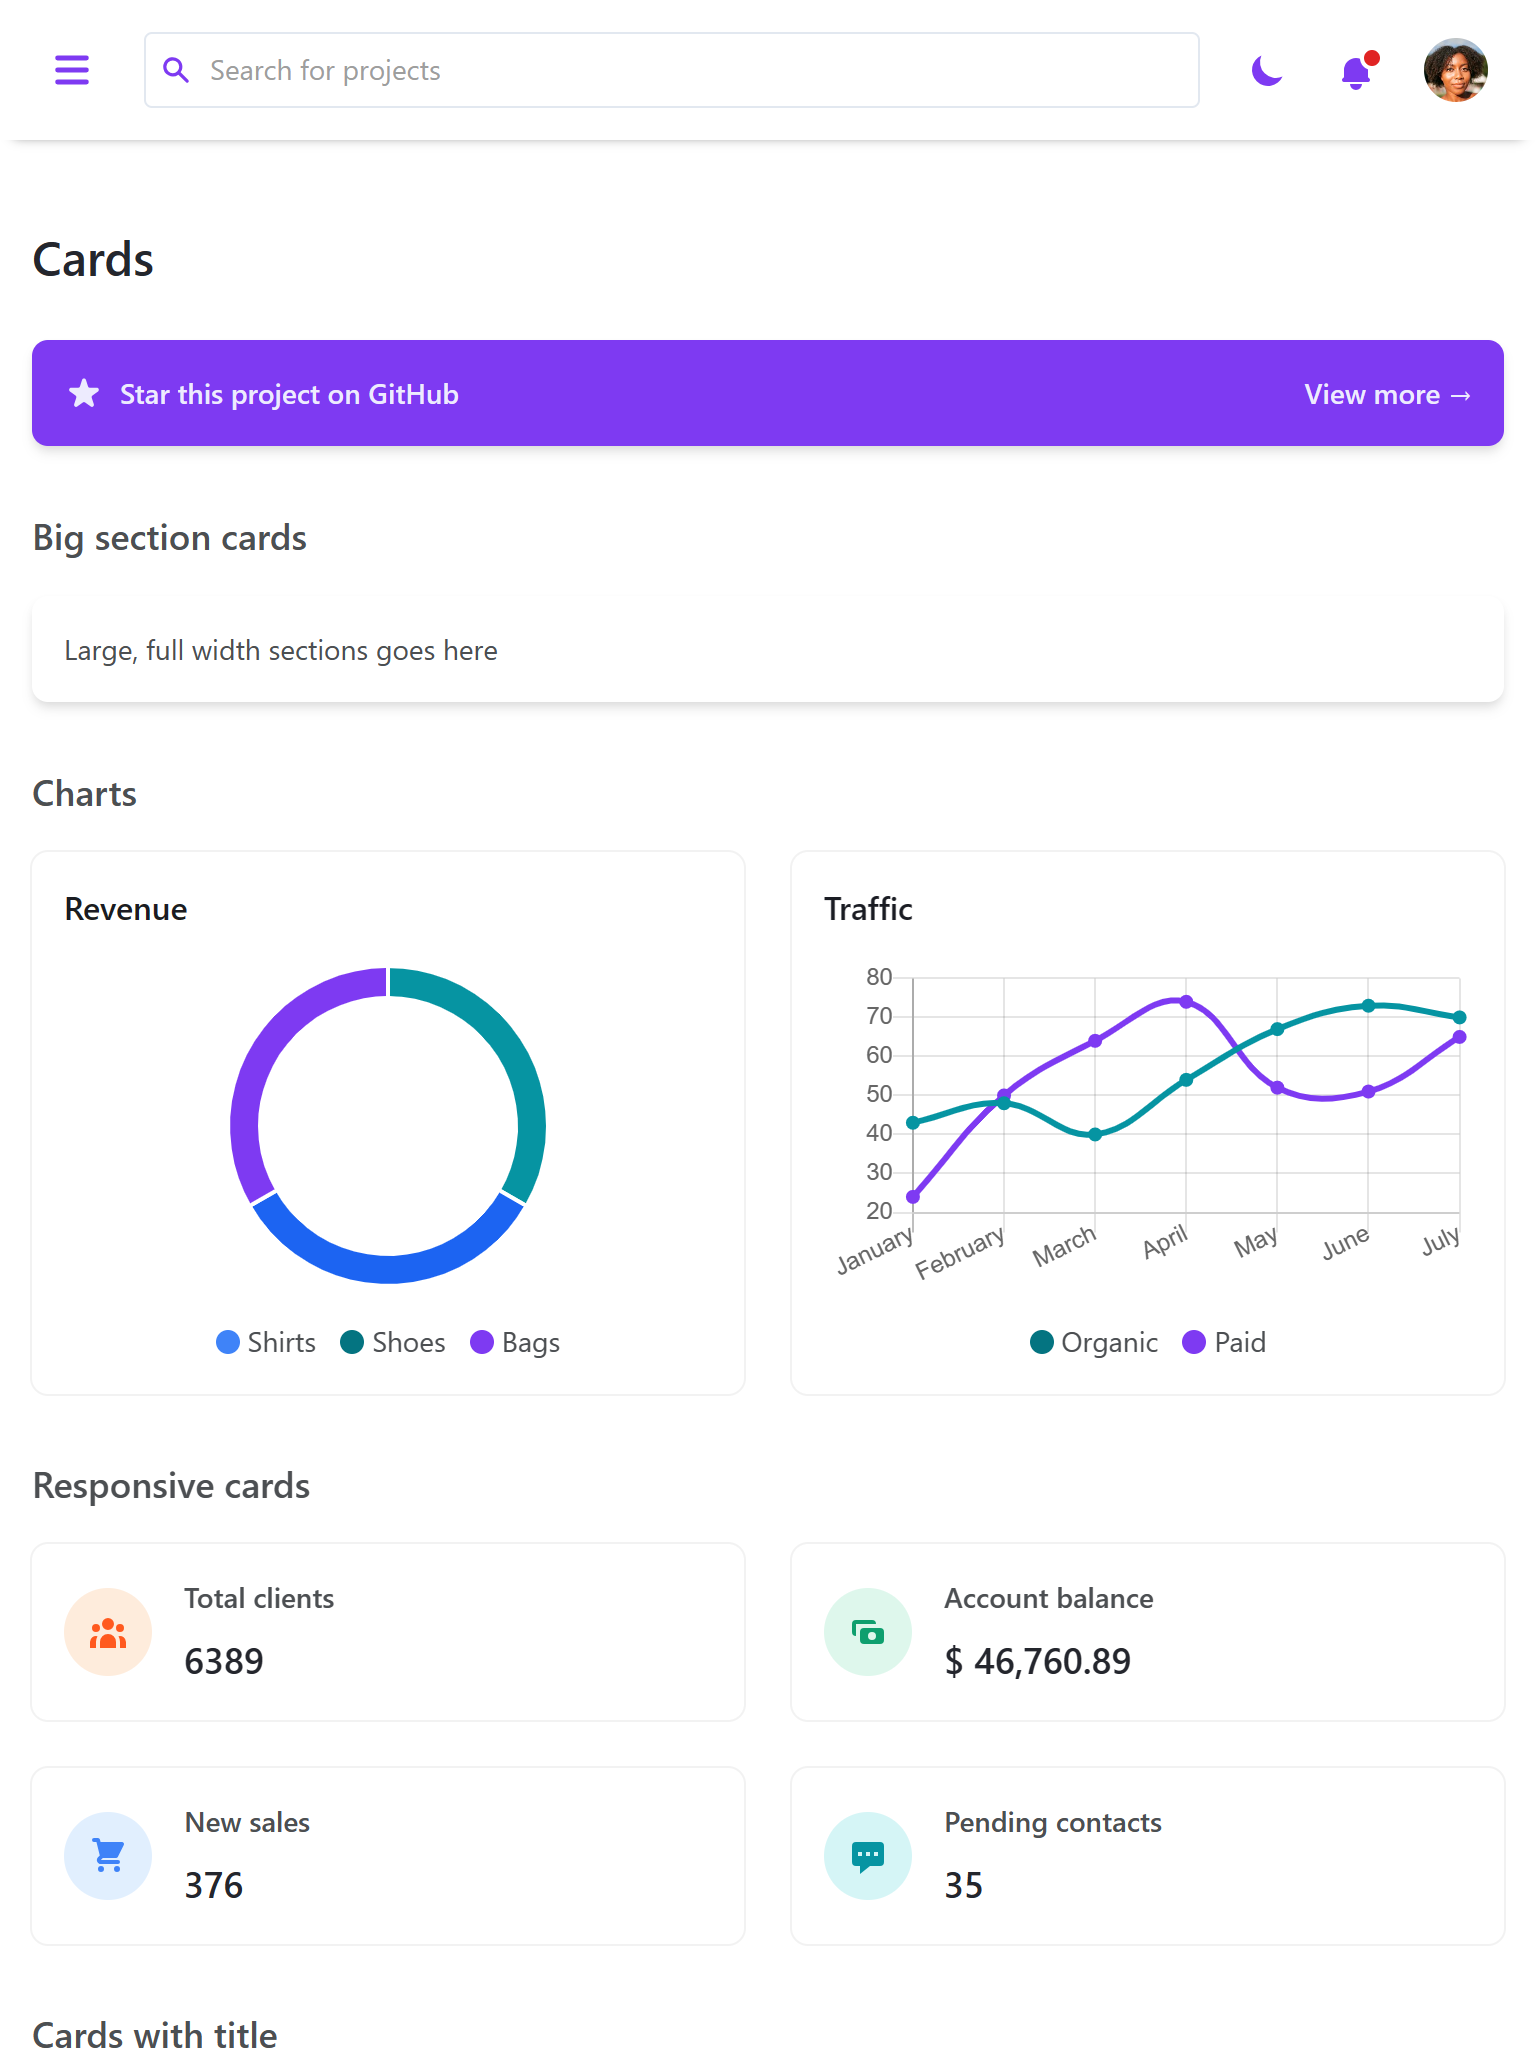 Search for projects
Cards
Star this project on GitHub
View more →
Big section cards
Large, full width sections goes here
Charts
Revenue
Shirts
Shoes
Bags
Traffic
80
70
60
50
40
30
20
January
February
March
April
May
June
July
Organic
Paid
Responsive cards
Total clients
6389
Account balance
$ 46,760.89
New sales
376
Pending contacts
35
Cards with title